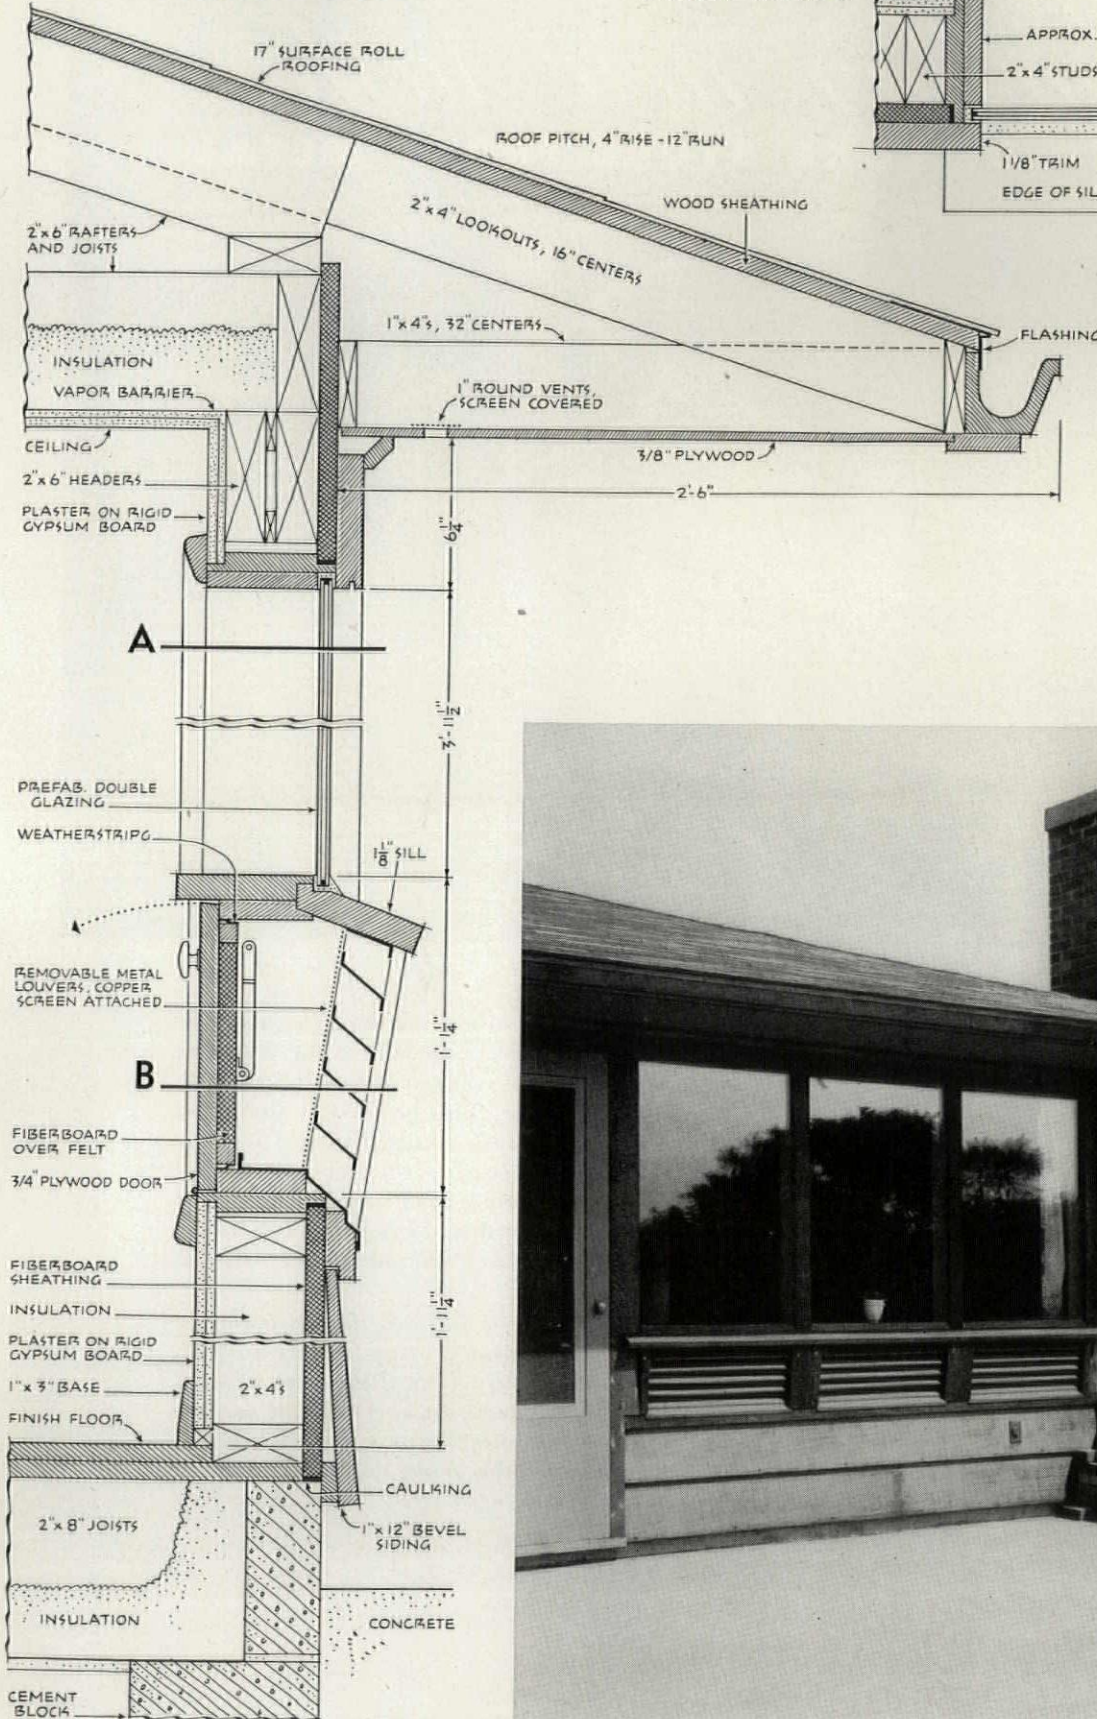 17" SURFACE ROLL
ROOFING
APPROX.
2"x4" STUDS
ROOF PITCH, 4" RISE - 12" RUN
1 1/8" TRIM
EDGE OF SIL
2"x6" RAFTERS
AND JOISTS
2"x4" LOOKOUTS, 16" CENTERS
WOOD SHEATHING
1"x4's, 32" CENTERS
FLASHING
INSULATION
VAPOR BARRIER
1" ROUND VENTS,
SCREEN COVERED
CEILING
3/8" PLYWOOD
2"x6" HEADERS
2'-6"
PLASTER ON RIGID
GYPSUM BOARD
6 1/4"
A
3'-11 1/2"
PREFAB. DOUBLE
GLAZING
WEATHERSTRIPG
1 1/8" SILL
REMOVABLE METAL
LOUVERS, COPPER
SCREEN ATTACHED
1'-1 1/4"
B
FIBERBOARD
OVER FELT
3/4" PLYWOOD DOOR
FIBERBOARD
SHEATHING
INSULATION
1'-11 1/4"
PLASTER ON RIGID
GYPSUM BOARD
1"x3" BASE
2"x4's
FINISH FLOOR
CAULKING
2"x8" JOISTS
1"x12" BEVEL
SIDING
INSULATION
CONCRETE
CEMENT
BLOCK